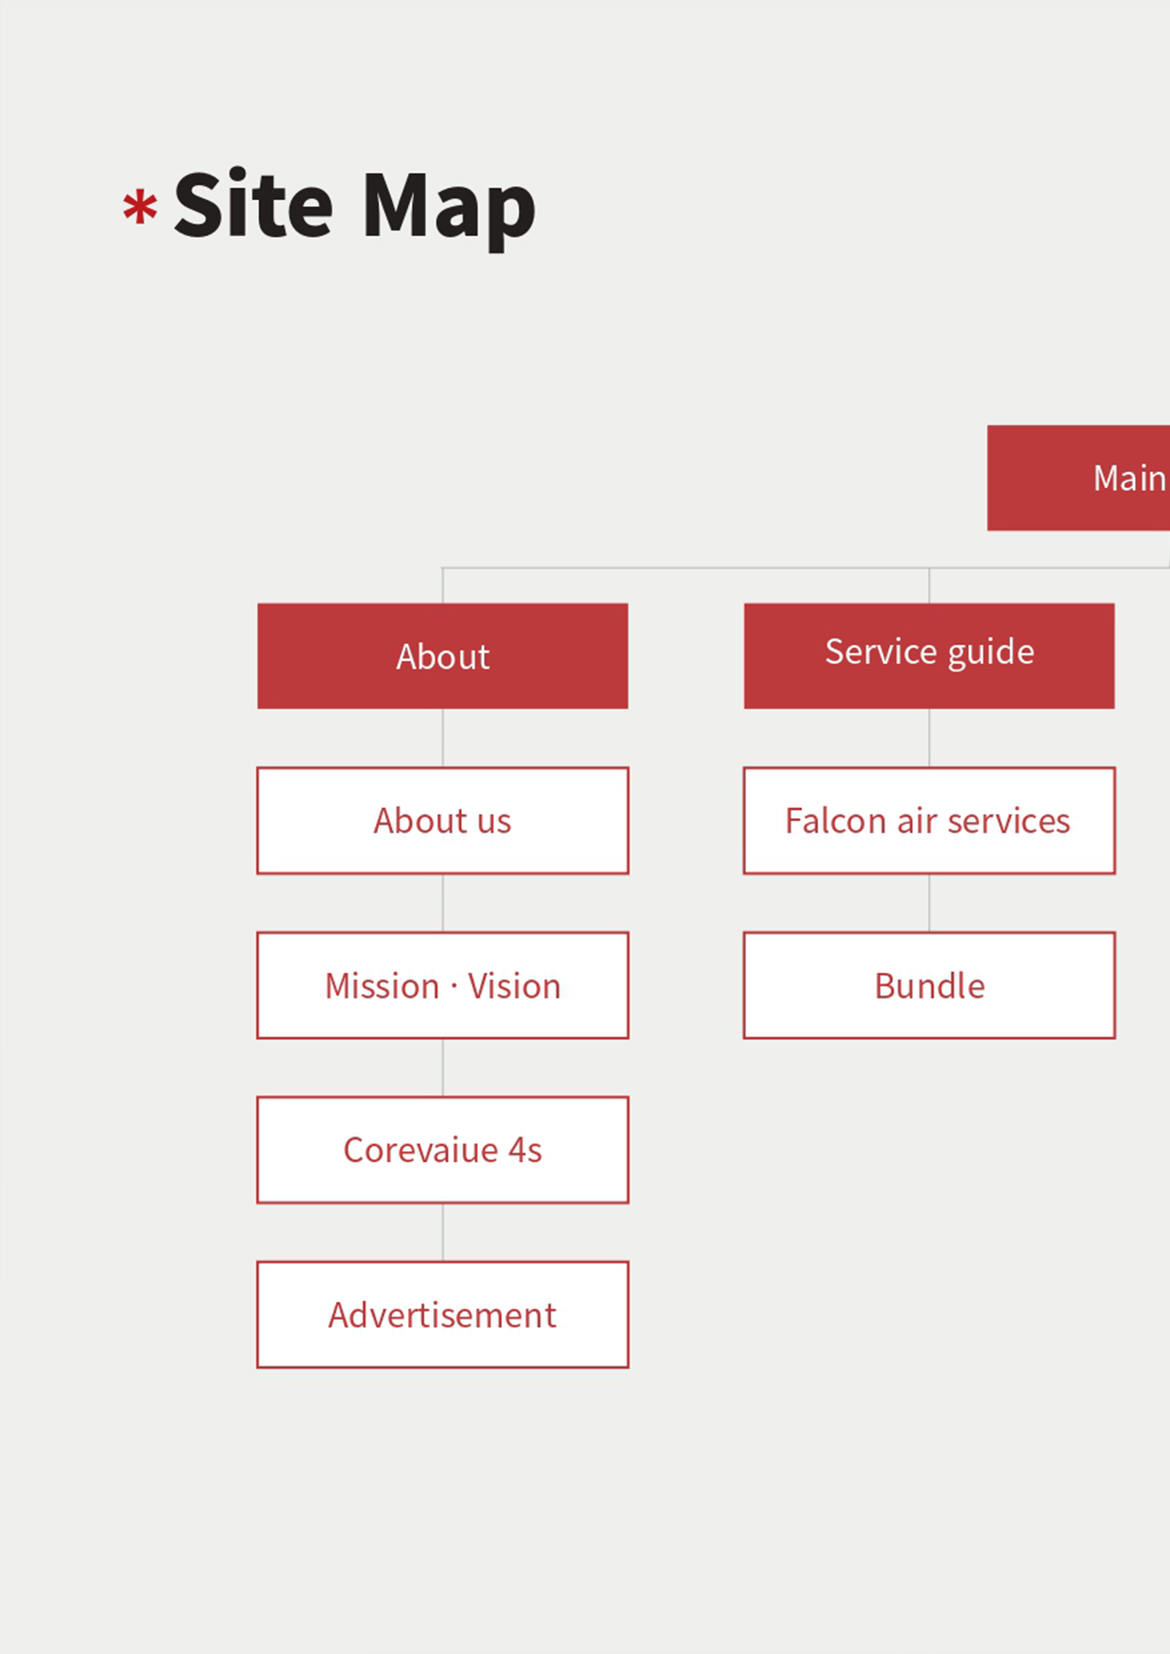 * Site Map
Main
About
Service guide
About us
Falcon air services
Mission · Vision
Bundle
Corevaiue 4s
Advertisement